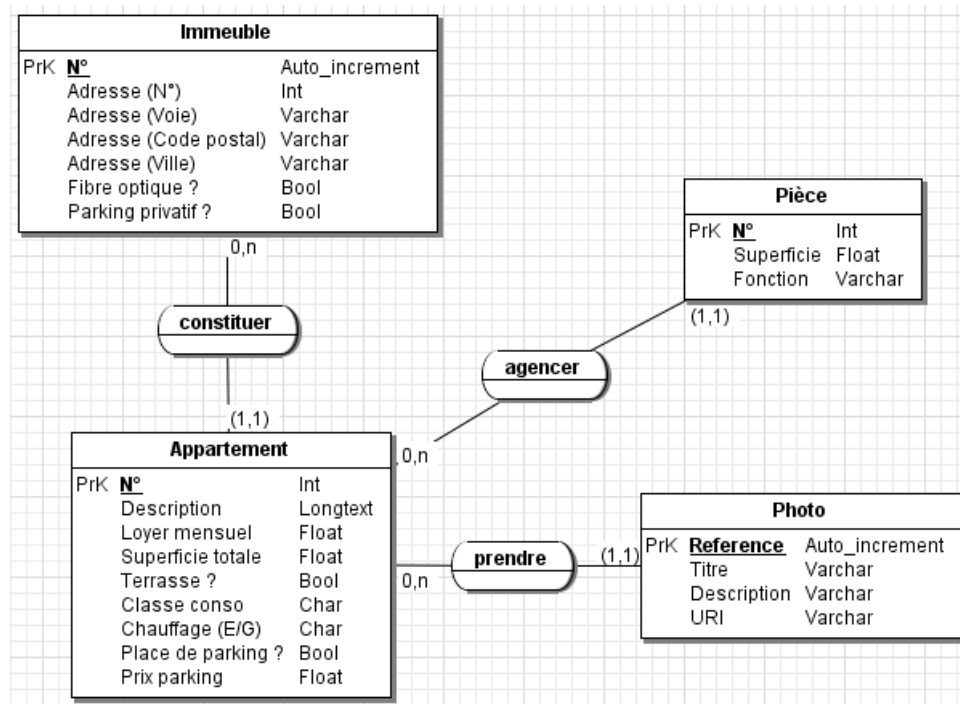 Immeuble
PrK N° Auto_increment
Adresse (N°) Int
Adresse (Voie) Varchar
Adresse (Code postal) Varchar
Adresse (Ville) Varchar
Fibre optique ? Bool
Parking privatif ? Bool
0,n
constituer
(1,1)
Pièce
PrK N° Int
Superficie Float
Fonction Varchar
(1,1)
agencer
0,n
Appartement
PrK N° Int
Description Longtext
Loyer mensuel Float
Superficie totale Float
Terrasse ? Bool
Classe conso Char
Chauffage (E/G) Char
Place de parking ? Bool
Prix parking Float
0,n
prendre
(1,1)
Photo
PrK Reference Auto_increment
Titre Varchar
Description Varchar
URI Varchar